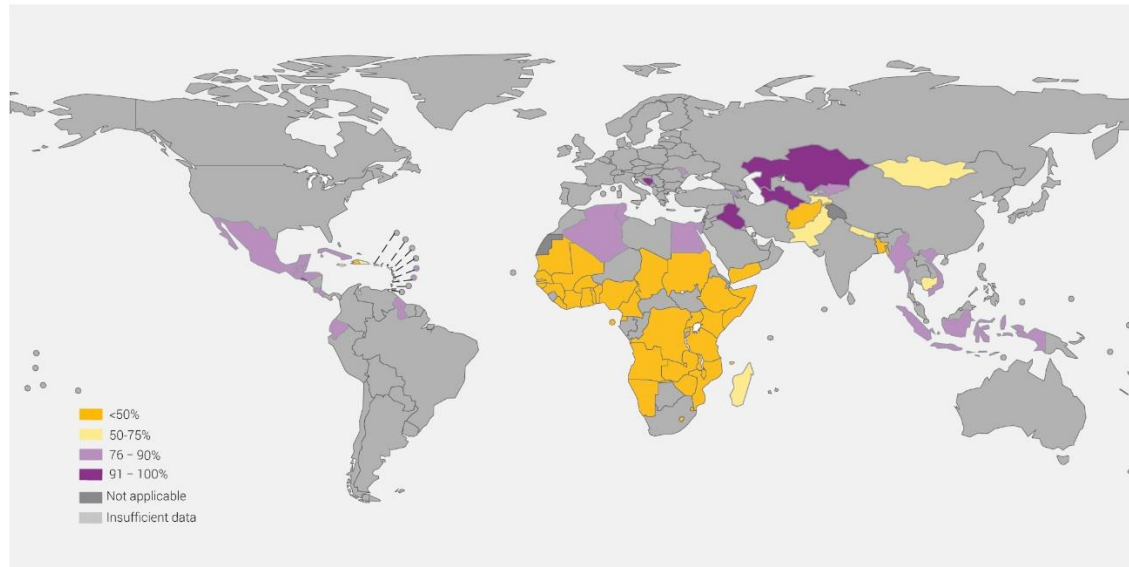 <50%
50-75%
76 – 90%
91 – 100%
Not applicable
Insufficient data